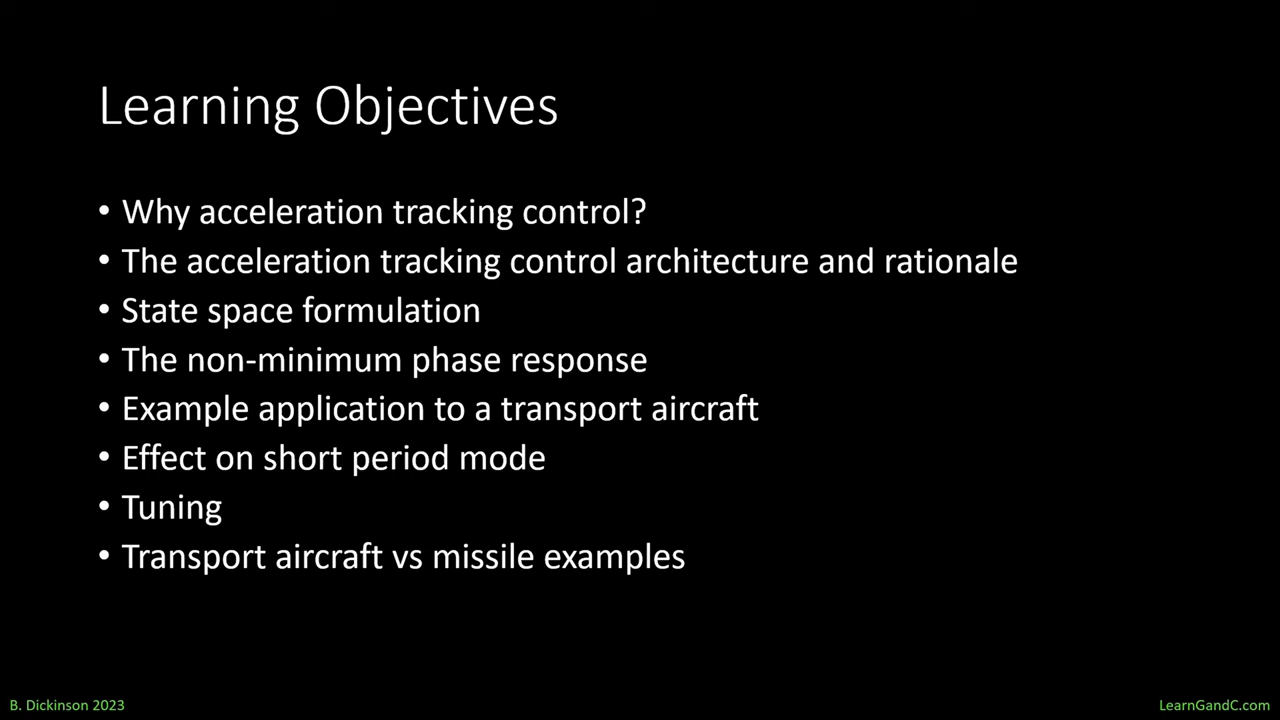 Learning Objectives
• Why acceleration tracking control?
• The acceleration tracking control architecture and rationale
• State space formulation
• The non-minimum phase response
• Example application to a transport aircraft
• Effect on short period mode
• Tuning
• Transport aircraft vs missile examples
B. Dickinson 2023
LearnGandC.com